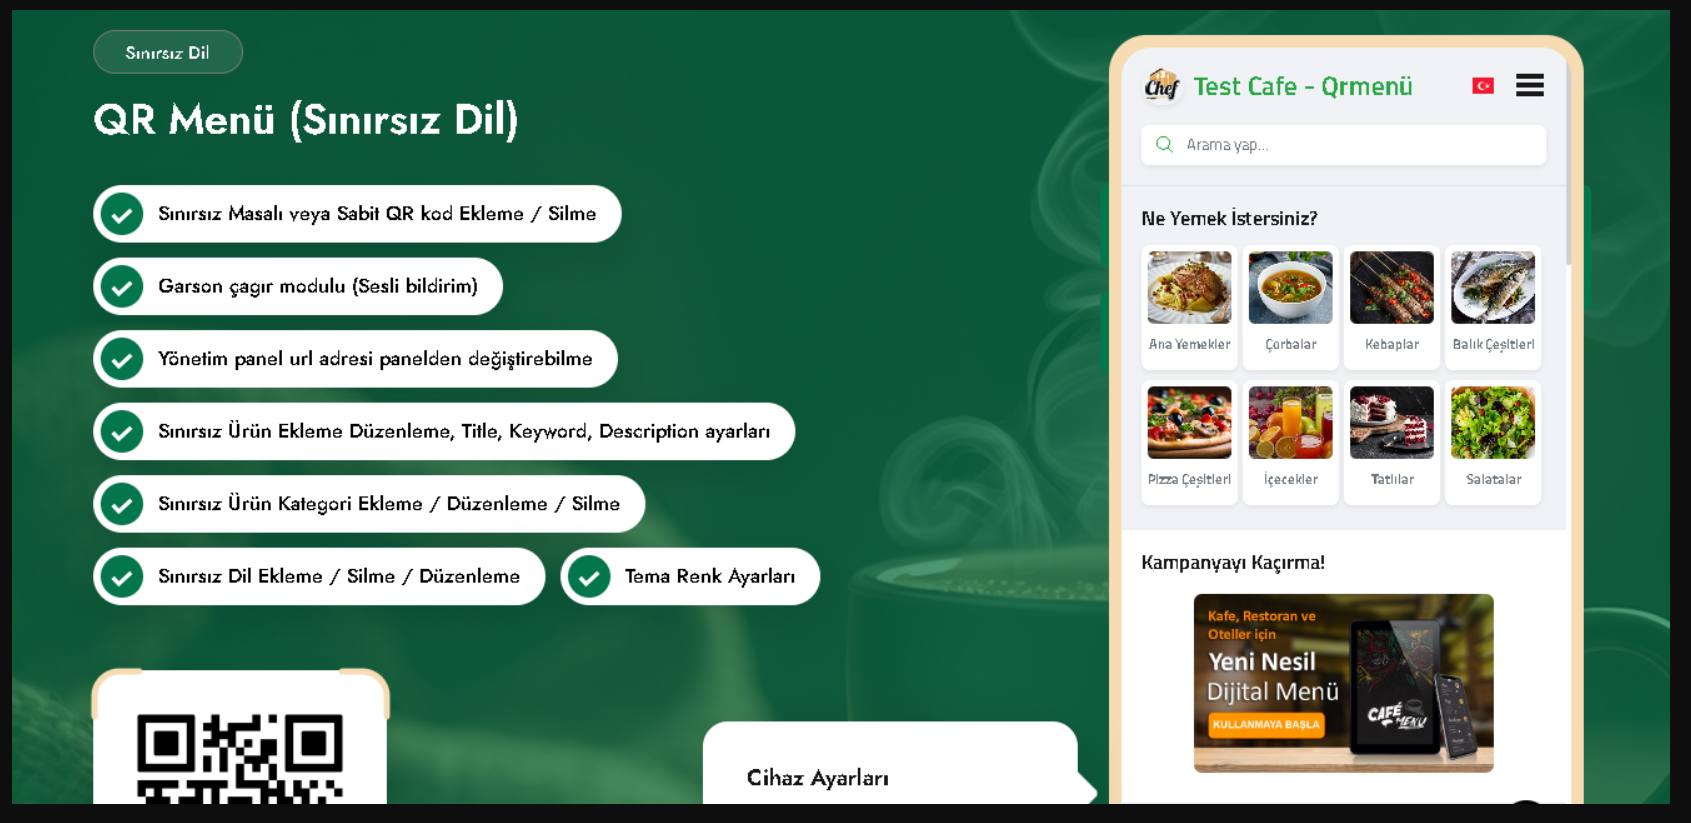 Sınırsız Dil
QR Menü (Sınırsız Dil)
Sınırsız Masalı veya Sabit QR kod Ekleme / Silme
Garson çagır modulu (Sesli bildirim)
Yönetim panel url adresi panelden değiştirebilme
Sınırsız Ürün Ekleme Düzenleme, Title, Keyword, Description ayarları
Sınırsız Ürün Kategori Ekleme / Düzenleme / Silme
Sınırsız Dil Ekleme / Silme / Düzenleme
Tema Renk Ayarları
Cihaz Ayarları
Chef
Test Cafe - Qrmenü
Arama yap...
Ne Yemek İstersiniz?
Ana Yemekler
Çorbalar
Kebaplar
Balık Çeşitleri
Pizza Çeşitleri
İçecekler
Tatlılar
Salatalar
Kampanyayı Kaçırma!
Kafe, Restoran ve
Oteller için
Yeni Nesil
Dijital Menü
KULLANMAYA BAŞLA
CAFÉ
MENU